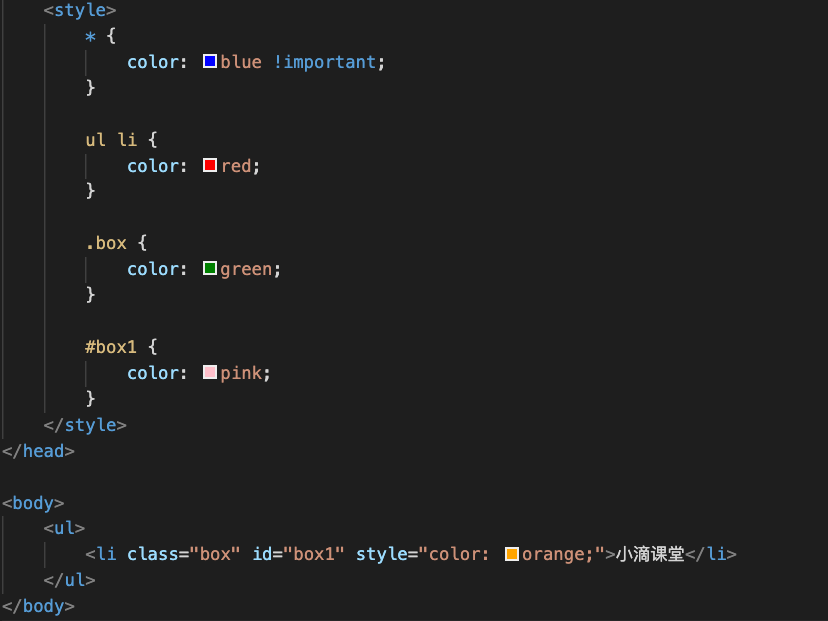 <style>
* {
color: blue !important;
}
ul li {
color: red;
}
.box {
color: green;
}
#box1 {
color: pink;
}
</style>
</head>
<body>
<ul>
<li class="box" id="box1" style="color: orange;">小滴课堂</li>
</ul>
</body>